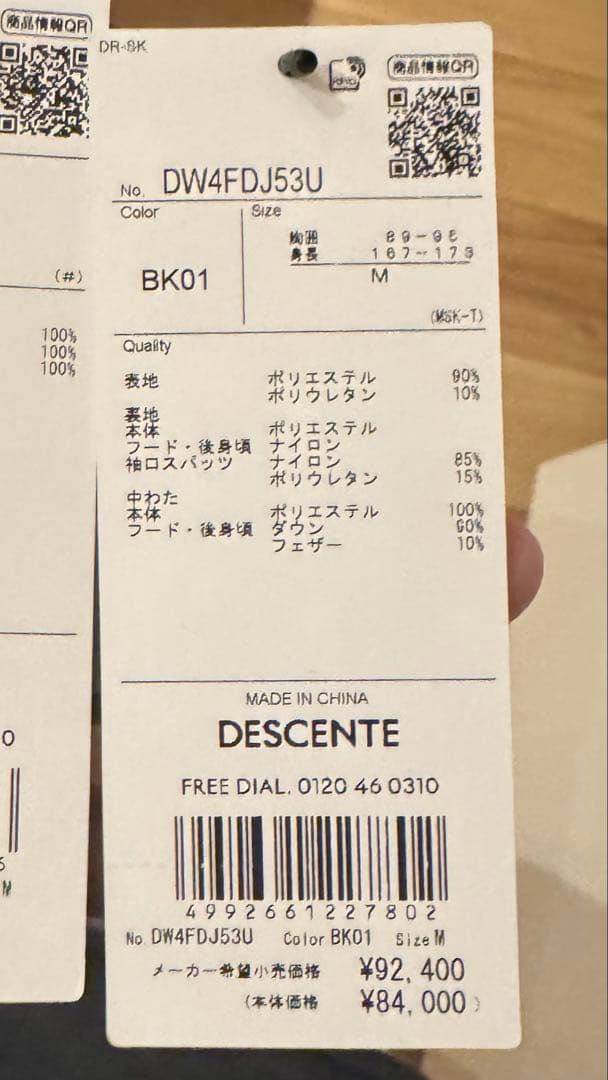 商品情報QR
(#)
100%
100%
100%
0
M
DR-SK
商品情報QR
No. DW4FDJ53U
Color
Size
胸囲 89-95
身長 167-173
BK01
M
(MSK-T)
Quality
表地 ポリエステル 90%
ポリウレタン 10%
裏地
本体 ポリエステル
フード・後身頃 ナイロン
袖口スパッツ ナイロン 85%
ポリウレタン 15%
中わた
本体 ポリエステル 100%
フード・後身頃 ダウン 90%
フェザー 10%
MADE IN CHINA
DESCENTE
FREE DIAL. 0120 46 0310
4992661227802
No. DW4FDJ53U Color BK01 Size M
メーカー希望小売価格 ¥92,400
(本体価格 ¥84,000)